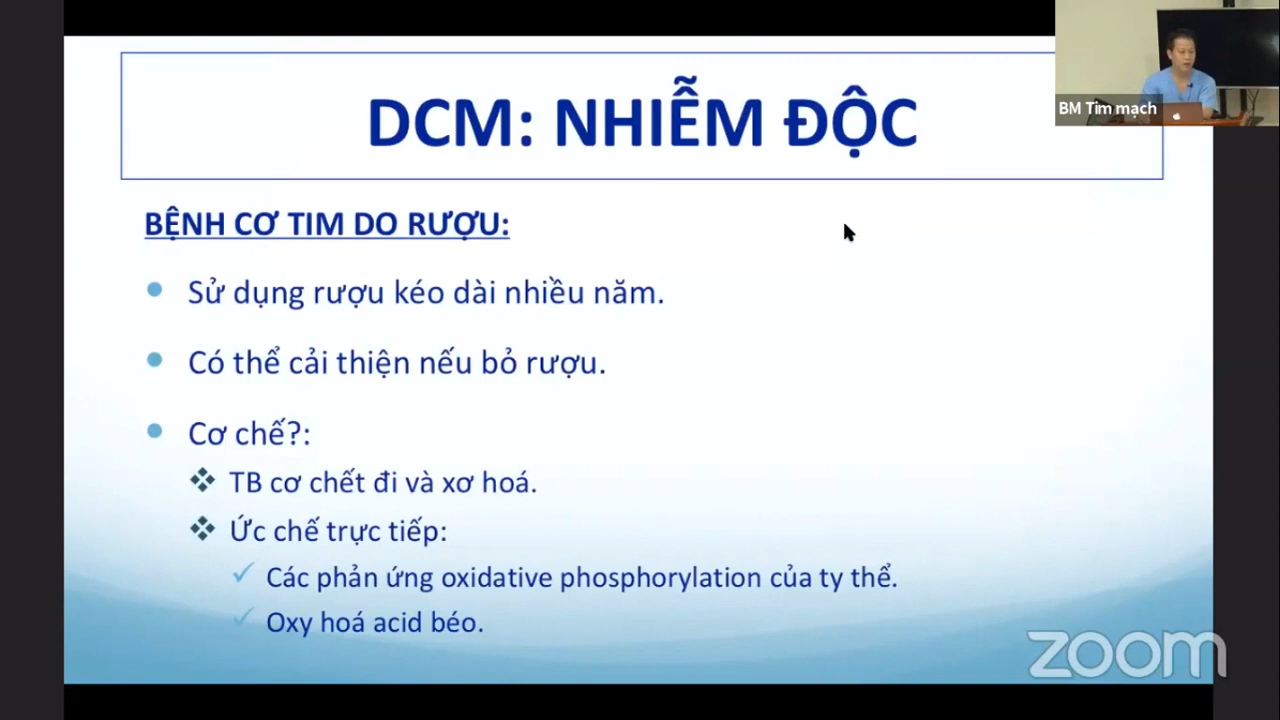 DCM: NHIỄM ĐỘC
BM Tim mạch
BỆNH CƠ TIM DO RƯỢU:
Sử dụng rượu kéo dài nhiều năm.
Có thể cải thiện nếu bỏ rượu.
Cơ chế?:
TB cơ chết đi và xơ hoá.
Ức chế trực tiếp:
Các phản ứng oxidative phosphorylation của ty thể.
Oxy hoá acid béo.
zoom